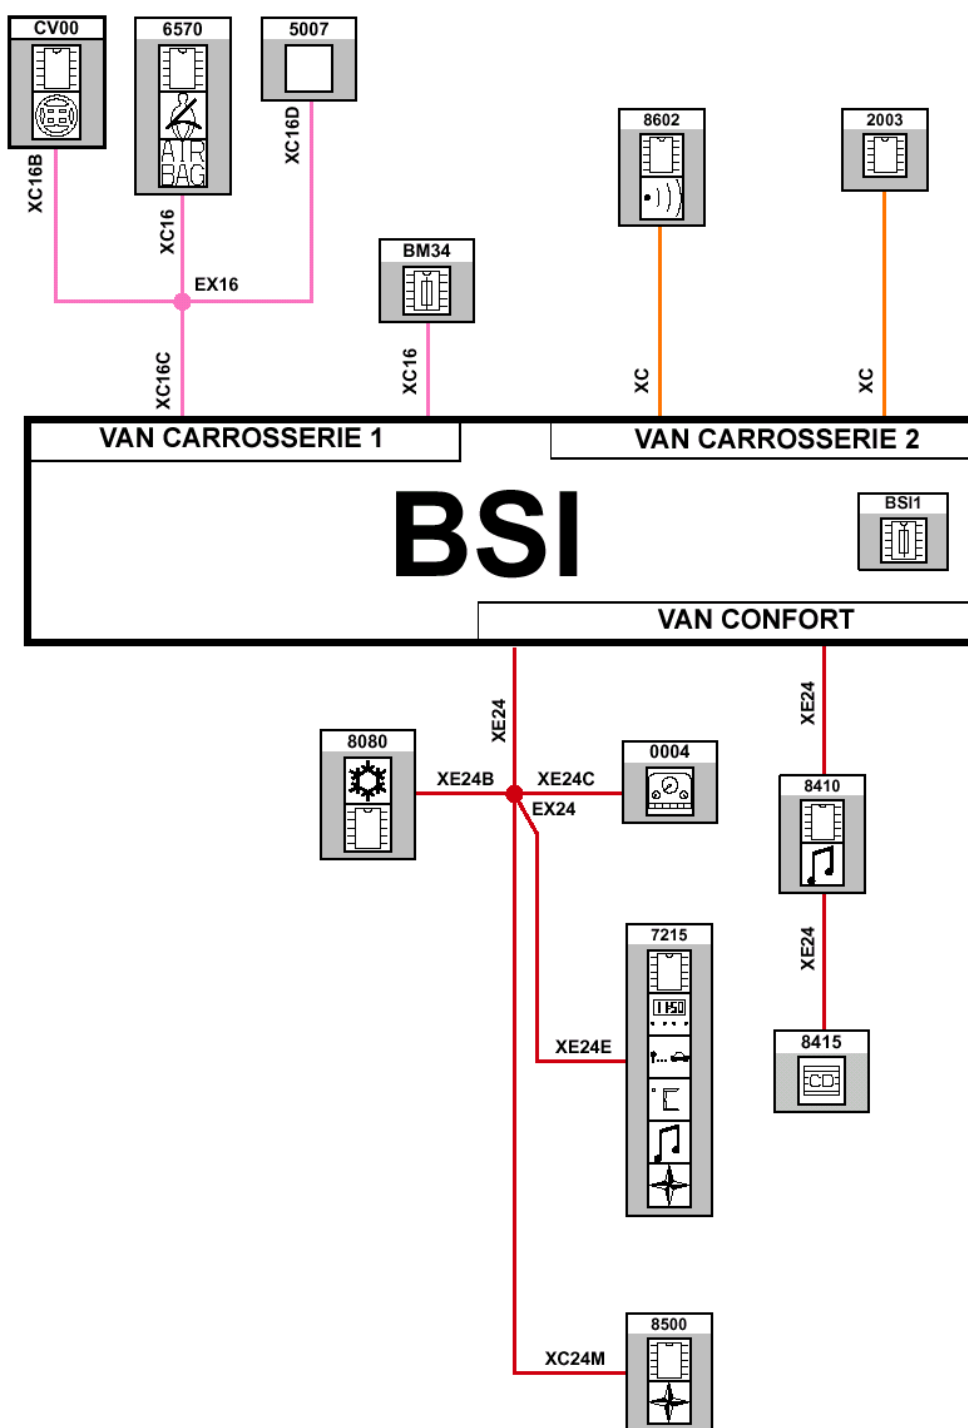 CV00
6570
5007
AIR
BAG
XC16B
XC16
XC16D
EX16
XC16C
BM34
XC16
8602
2003
XC
XC
VAN CARROSSERIE 1
VAN CARROSSERIE 2
BSI
BSI1
VAN CONFORT
XE24
XE24
8080
XE24B
XE24C
EX24
0004
8410
XE24
7215
11:50
°C
XE24E
8415
CD
8500
XC24M